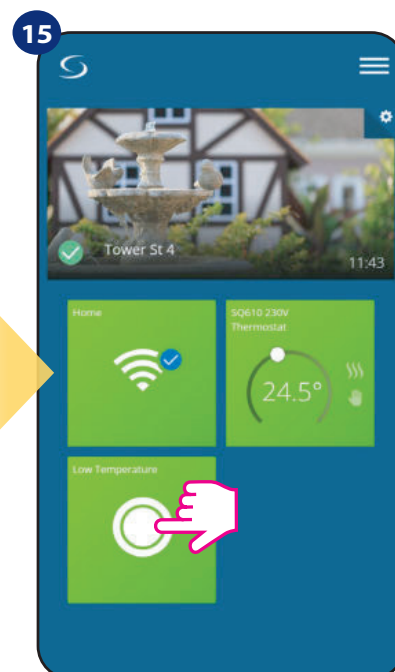 15
Tower St 4
11:43
Home
SQ610 230V
Thermostat
24.5°
Low Temperature